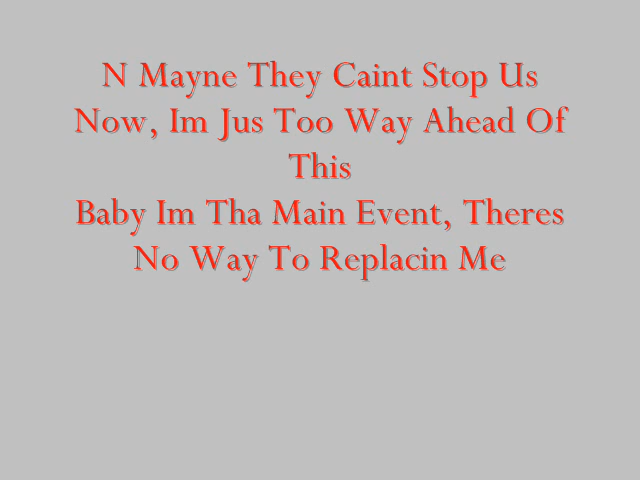 N Mayne They Caint Stop Us
Now, Im Jus Too Way Ahead Of
This
Baby Im Tha Main Event, Theres
No Way To Replacin Me